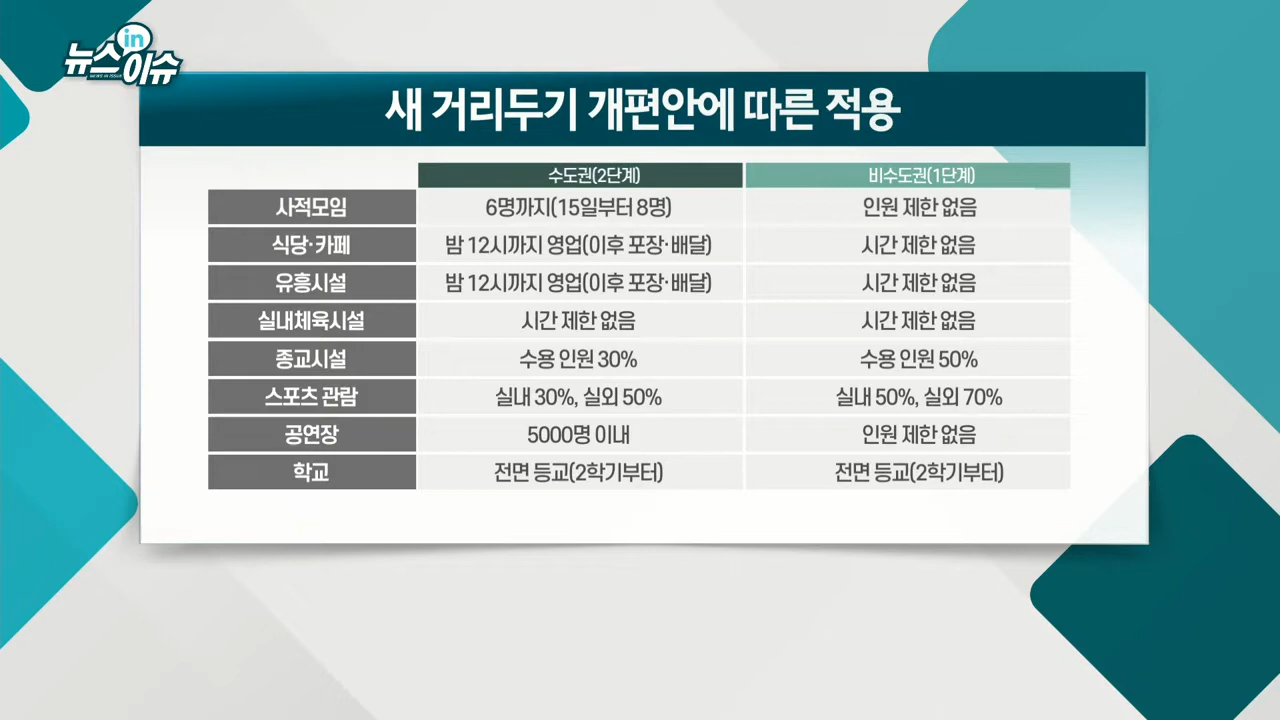 뉴스in이슈
NEWS IN ISSUE
새 거리두기 개편안에 따른 적용
수도권(2단계) 비수도권(1단계)
사적모임 6명까지(15일부터 8명) 인원 제한 없음
식당·카페 밤 12시까지 영업(이후 포장·배달) 시간 제한 없음
유흥시설 밤 12시까지 영업(이후 포장·배달) 시간 제한 없음
실내체육시설 시간 제한 없음 시간 제한 없음
종교시설 수용 인원 30% 수용 인원 50%
스포츠 관람 실내 30%, 실외 50% 실내 50%, 실외 70%
공연장 5000명 이내 인원 제한 없음
학교 전면 등교(2학기부터) 전면 등교(2학기부터)